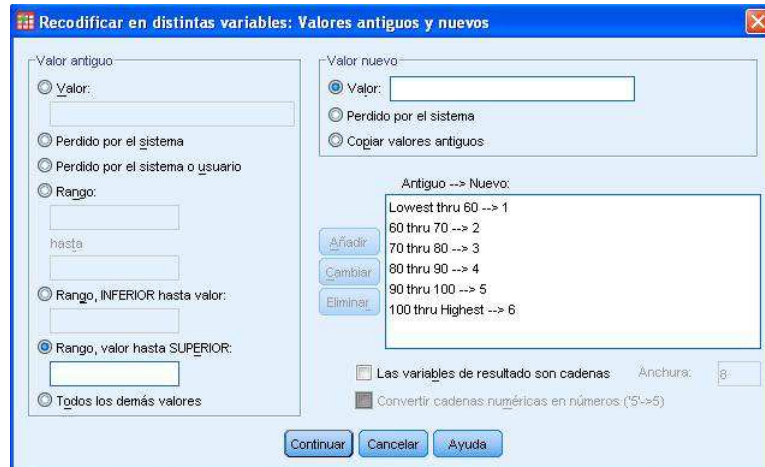 Recodificar en distintas variables: Valores antiguos y nuevos
Valor antiguo
Valor:
Perdido por el sistema
Perdido por el sistema o usuario
Rango:
hasta
Rango, INFERIOR hasta valor:
Rango, valor hasta SUPERIOR:
Todos los demás valores
Valor nuevo
Valor:
Perdido por el sistema
Copiar valores antiguos
Antiguo --> Nuevo:
Añadir
Cambiar
Eliminar
Lowest thru 60 --> 1
60 thru 70 --> 2
70 thru 80 --> 3
80 thru 90 --> 4
90 thru 100 --> 5
100 thru Highest --> 6
Las variables de resultado son cadenas
Anchura: 8
Convertir cadenas numéricas en números ('5'->5)
Continuar
Cancelar
Ayuda